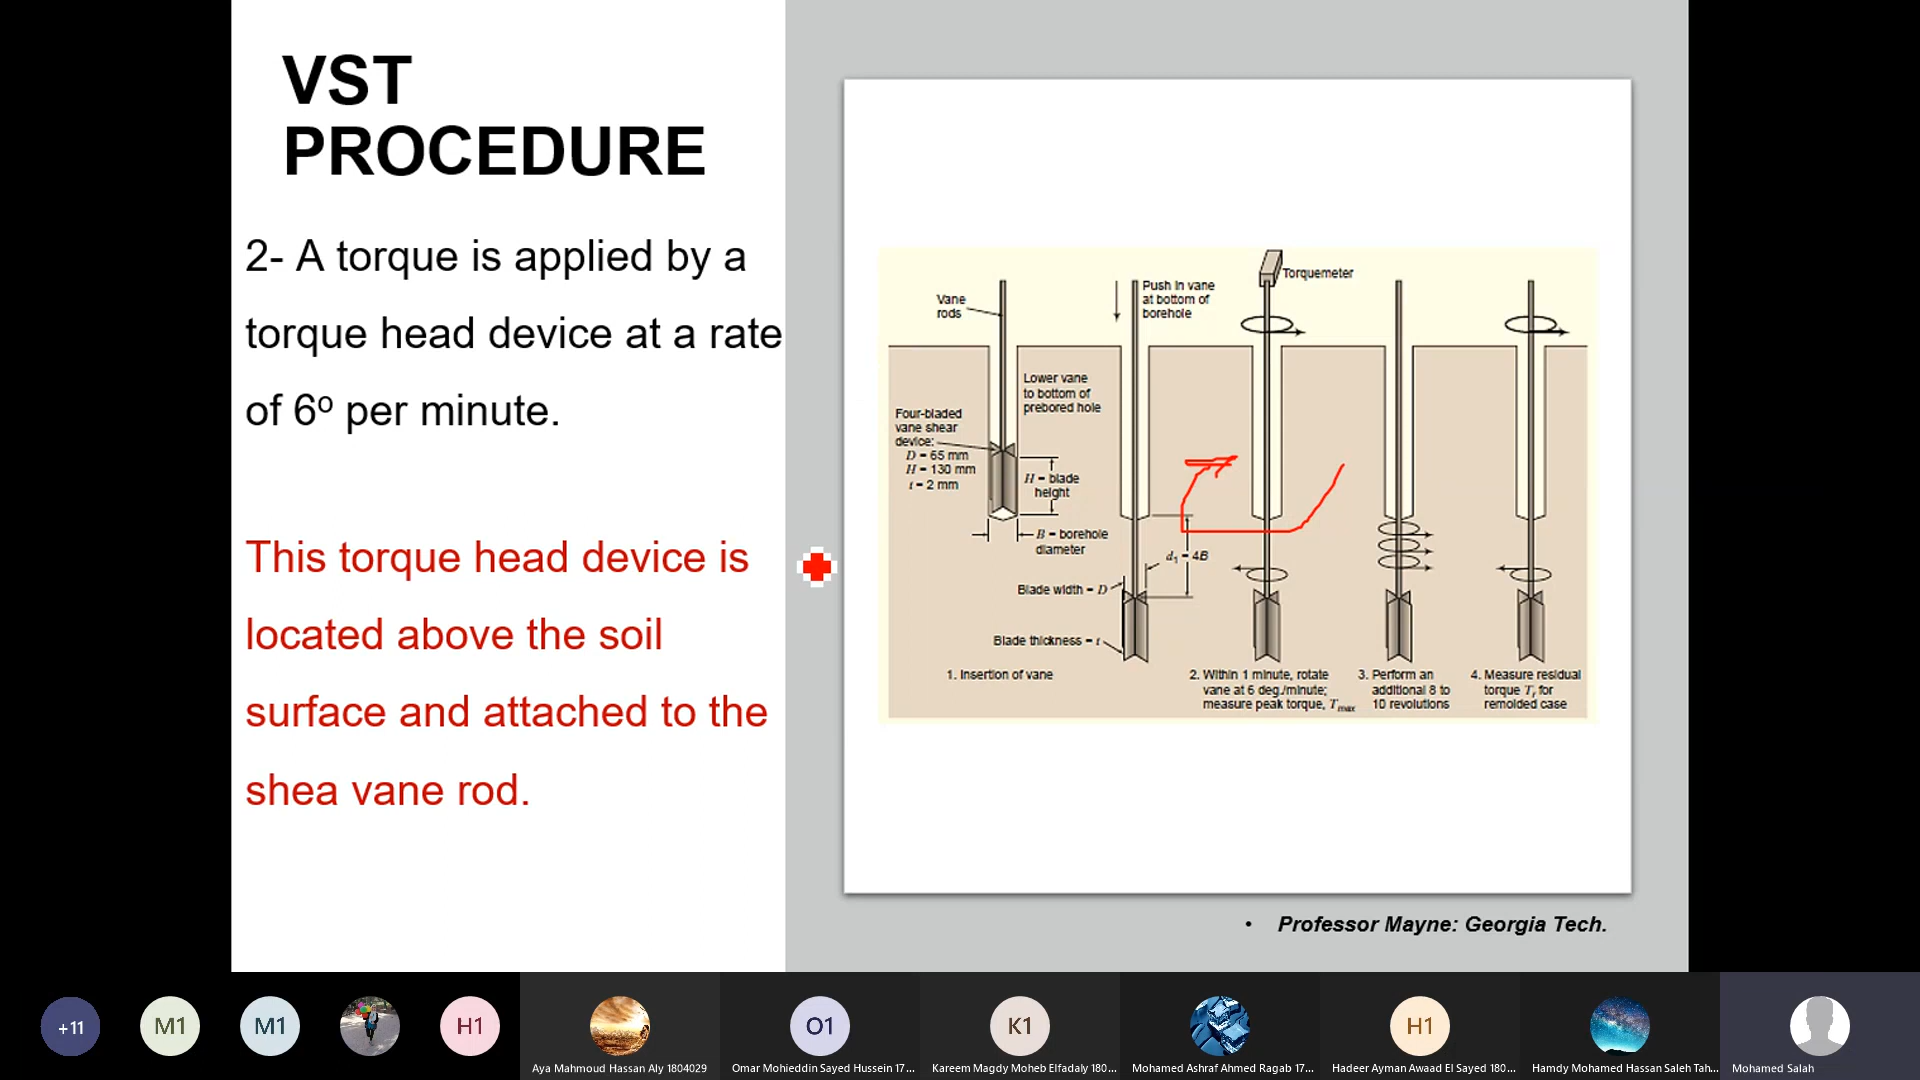 VST
PROCEDURE
2- A torque is applied by a
torque head device at a rate
of 6º per minute.
This torque head device is
located above the soil
surface and attached to the
shea vane rod.
Vane
rods
Push in vane
at bottom of
borehole
Torquemeter
Lower vane
to bottom of
prebored hole
Four-bladed
vane shear
device:
D = 65 mm
H = 130 mm
t = 2 mm
H = blade
height
B = borehole
diameter
d₁ = 4B
Blade width = D
Blade thickness = t
1. Insertion of vane
2. Within 1 minute, rotate
vane at 6 deg./minute;
measure peak torque, Tmax
3. Perform an
additional 8 to
10 revolutions
4. Measure residual
torque Tr for
remolded case
• Professor Mayne: Georgia Tech.
+11
M1
M1
H1
O1
K1
H1
Aya Mahmoud Hassan Aly 1804029
Omar Mohieddin Sayed Hussein 17...
Kareem Magdy Moheb Elfadaly 180...
Mohamed Ashraf Ahmed Ragab 17...
Hadeer Ayman Awaad El Sayed 180...
Hamdy Mohamed Hassan Saleh Tah...
Mohamed Salah